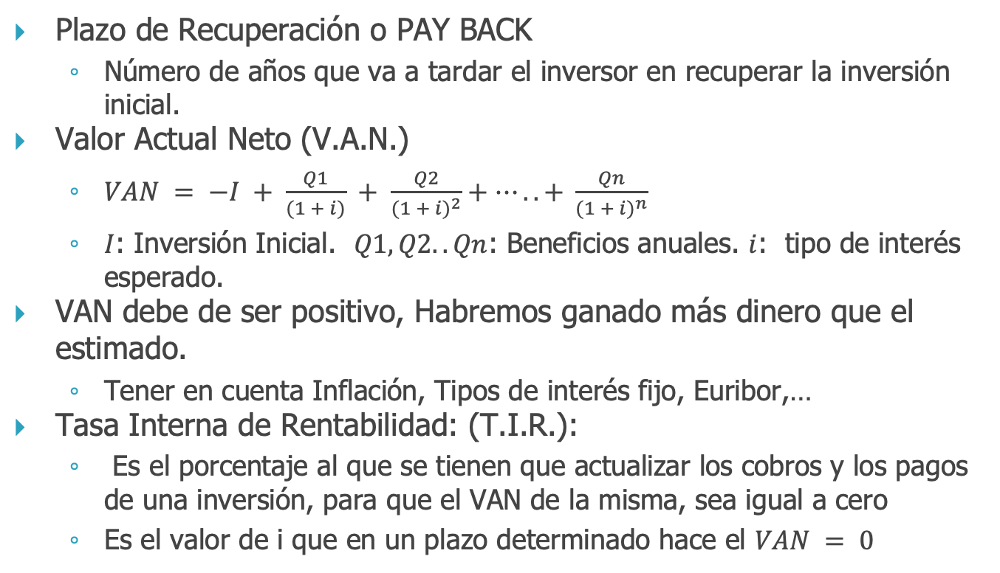 Plazo de Recuperación o PAY BACK
Número de años que va a tardar el inversor en recuperar la inversión
inicial.
Valor Actual Neto (V.A.N.)
VAN = −I + Q1/(1 + i) + Q2/(1 + i)² + ⋯ . . + Qn/(1 + i)ⁿ
I: Inversión Inicial. Q1, Q2. . Qn: Beneficios anuales. i: tipo de interés
esperado.
VAN debe de ser positivo, Habremos ganado más dinero que el
estimado.
Tener en cuenta Inflación, Tipos de interés fijo, Euribor,...
Tasa Interna de Rentabilidad: (T.I.R.):
Es el porcentaje al que se tienen que actualizar los cobros y los pagos
de una inversión, para que el VAN de la misma, sea igual a cero
Es el valor de i que en un plazo determinado hace el VAN = 0